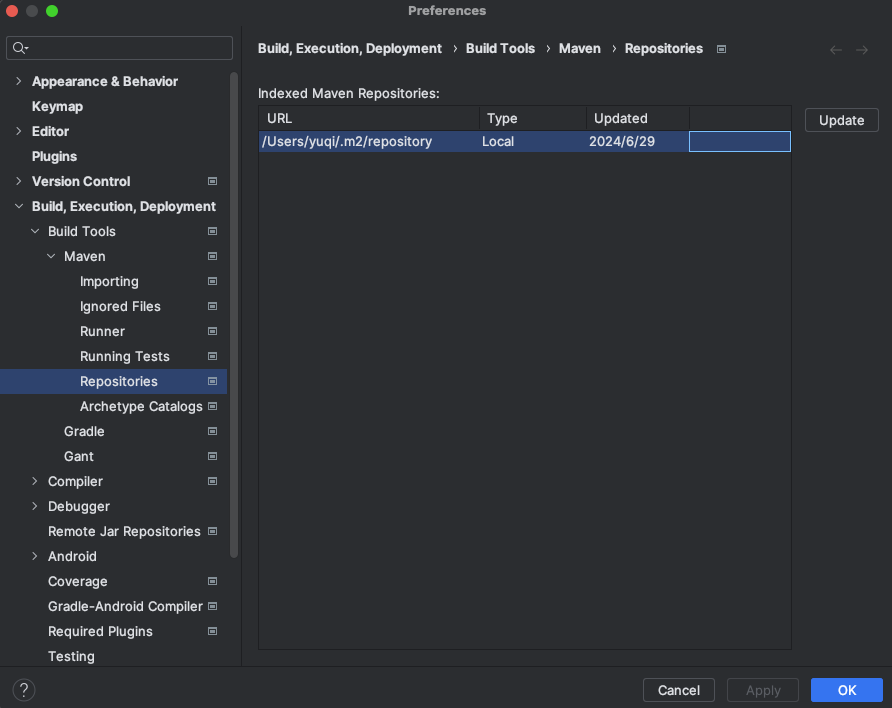 Preferences
Appearance & Behavior
Keymap
Editor
Plugins
Version Control
Build, Execution, Deployment
Build Tools
Maven
Importing
Ignored Files
Runner
Running Tests
Repositories
Archetype Catalogs
Gradle
Gant
Compiler
Debugger
Remote Jar Repositories
Android
Coverage
Gradle-Android Compiler
Required Plugins
Testing
Build, Execution, Deployment › Build Tools › Maven › Repositories
Indexed Maven Repositories:
URL Type Updated
/Users/yuqi/.m2/repository Local 2024/6/29
Update
?
Cancel Apply OK